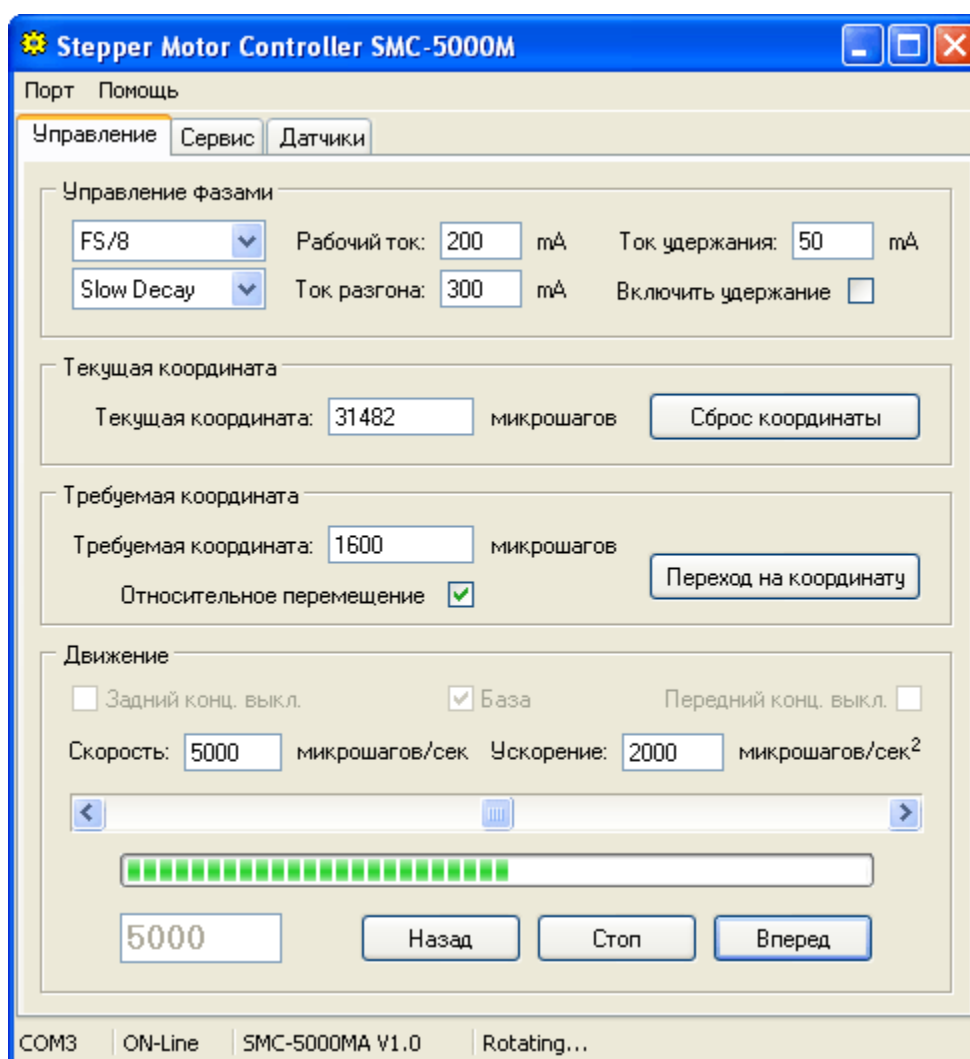 Stepper Motor Controller SMC-5000M
Порт Помощь
Управление Сервис Датчики
Управление фазами
FS/8 Рабочий ток: 200 mA Ток удержания: 50 mA
Slow Decay Ток разгона: 300 mA Включить удержание
Текущая координата
Текущая координата: 31482 микрошагов Сброс координаты
Требуемая координата
Требуемая координата: 1600 микрошагов
Переход на координату
Относительное перемещение
Движение
Задний конц. выкл. База Передний конц. выкл.
Скорость: 5000 микрошагов/сек Ускорение: 2000 микрошагов/сек²
5000 Назад Стоп Вперед
COM3 ON-Line SMC-5000MA V1.0 Rotating...